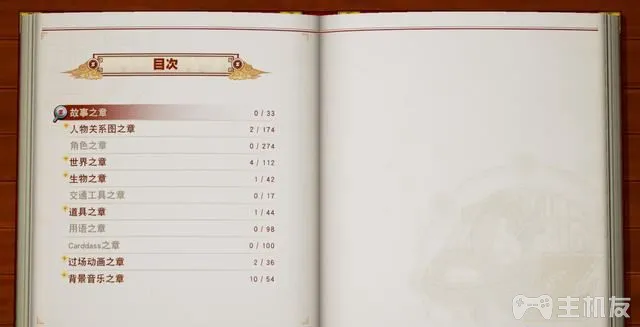 目次
故事之章 0 / 33
人物关系图之章 2 / 174
角色之章 0 / 274
世界之章 4 / 112
生物之章 1 / 42
交通工具之章 0 / 17
道具之章 1 / 44
用语之章 0 / 98
Carddass之章 0 / 100
过场动画之章 2 / 36
背景音乐之章 10 / 54
主机友